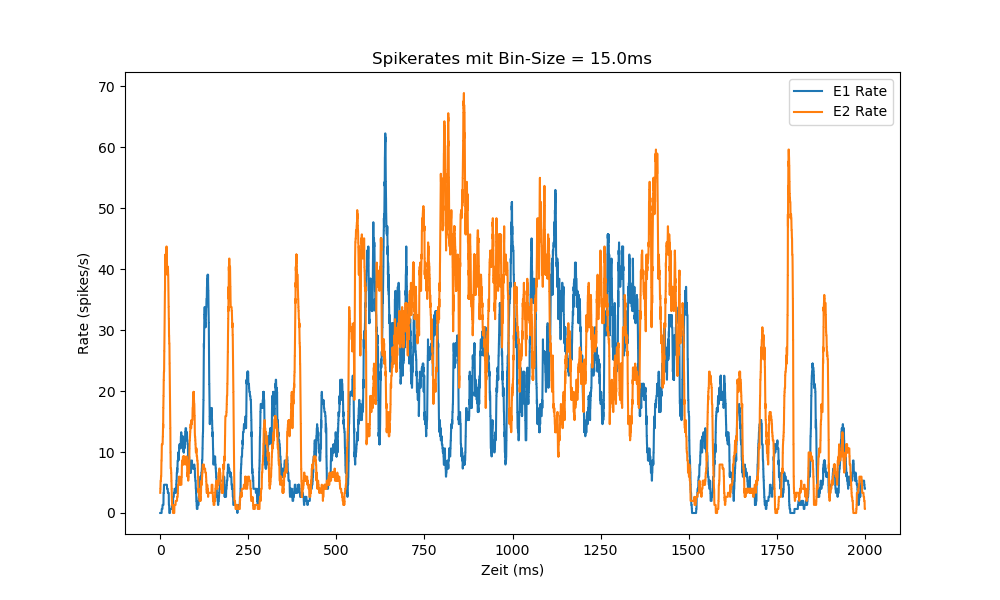 Spikerates mit Bin-Size = 15.0ms
E1 Rate
E2 Rate
Rate (spikes/s)
70
60
50
40
30
20
10
0
0 250 500 750 1000 1250 1500 1750 2000
Zeit (ms)